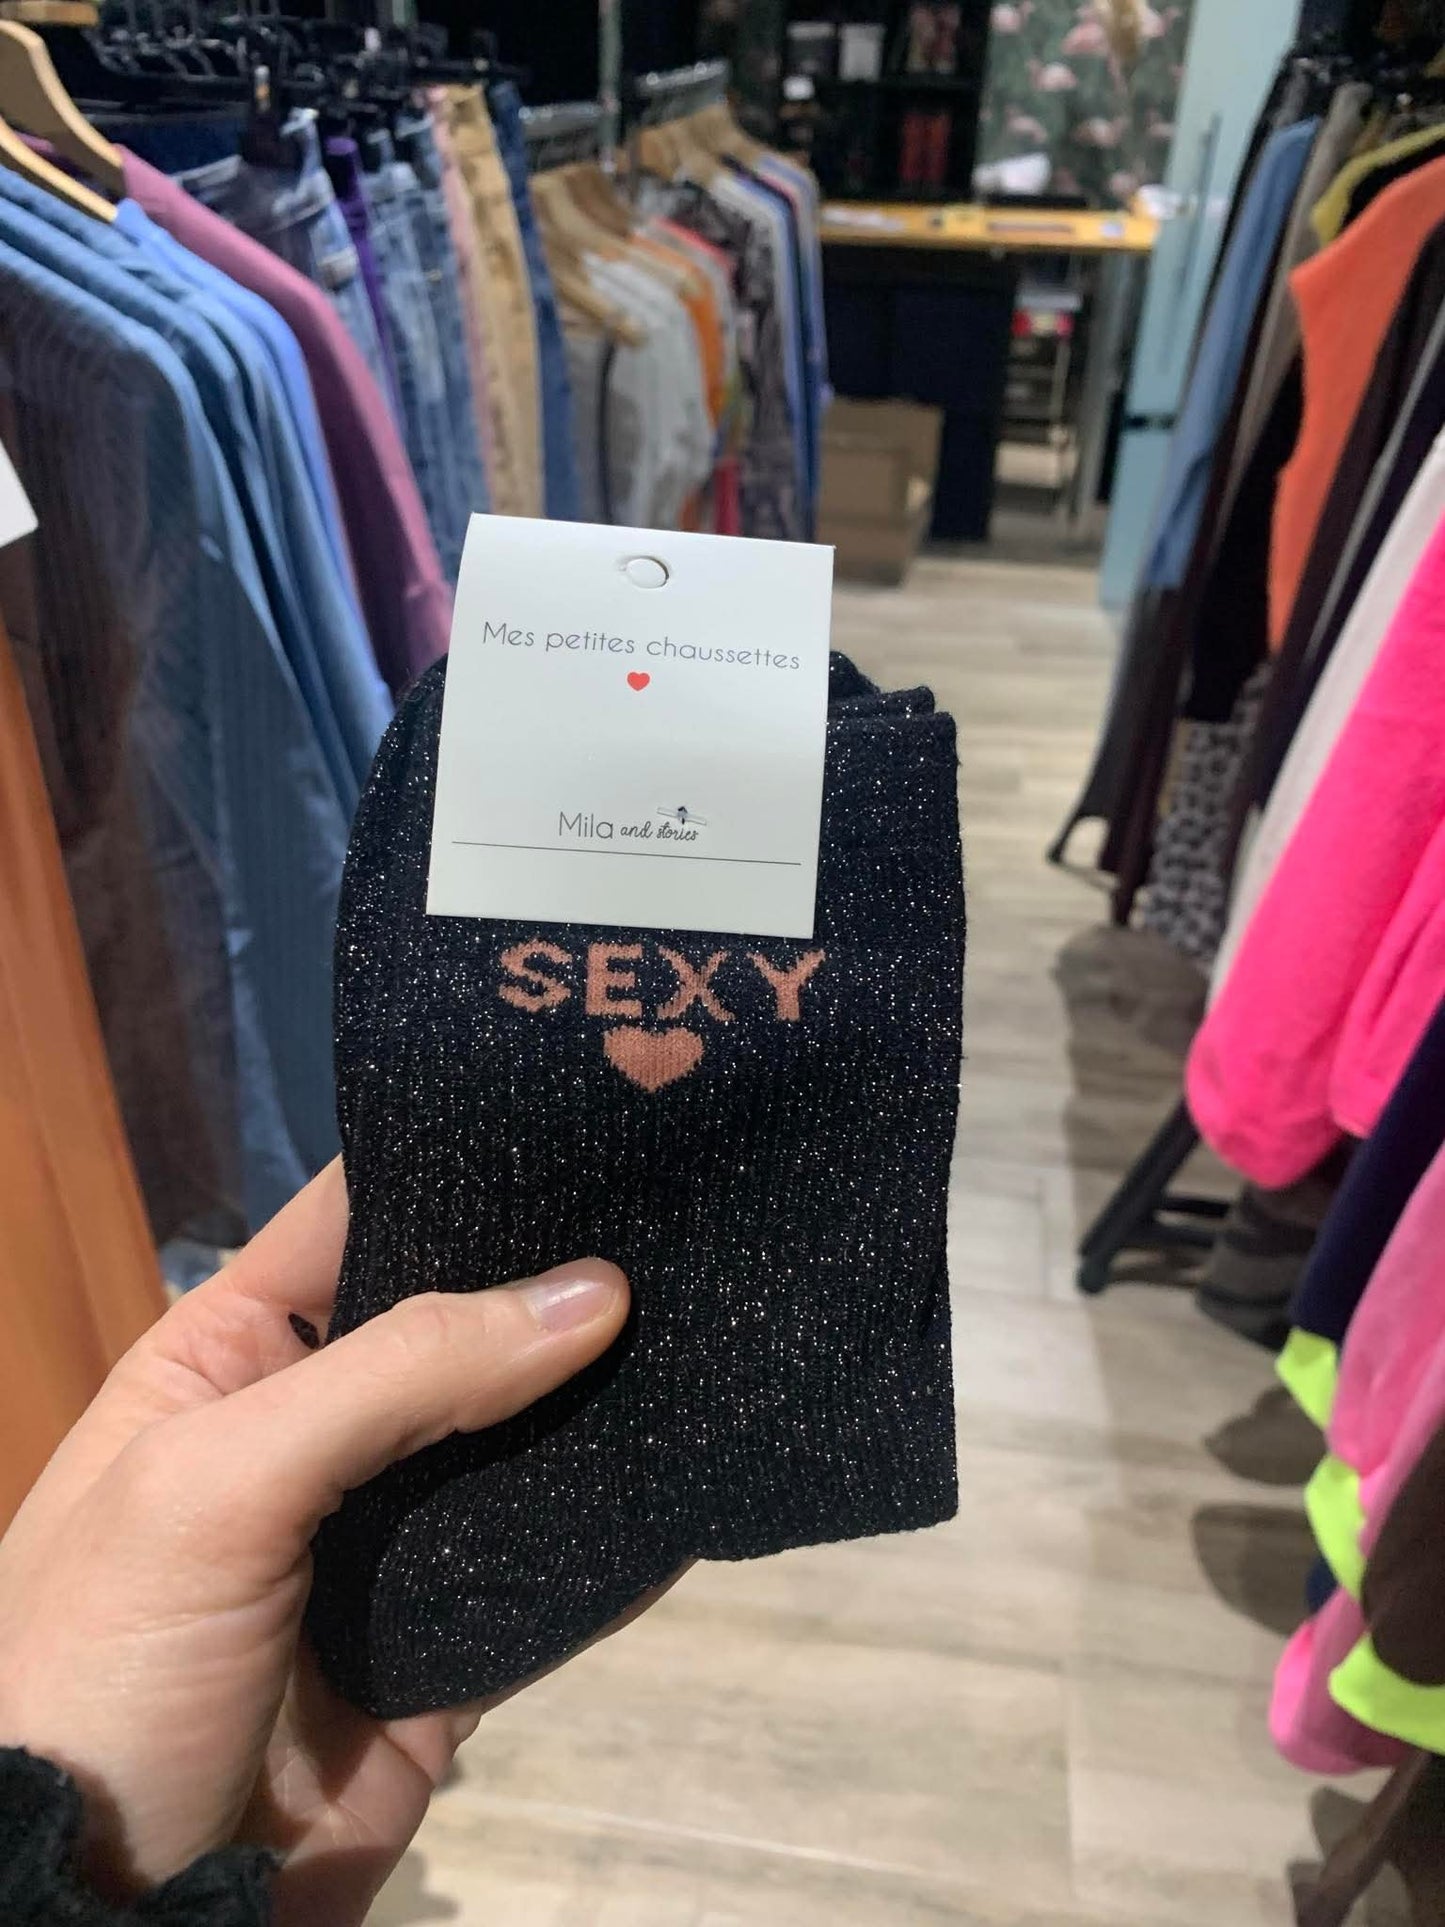 Mes petites chaussettes
Mila and stories
SEXY